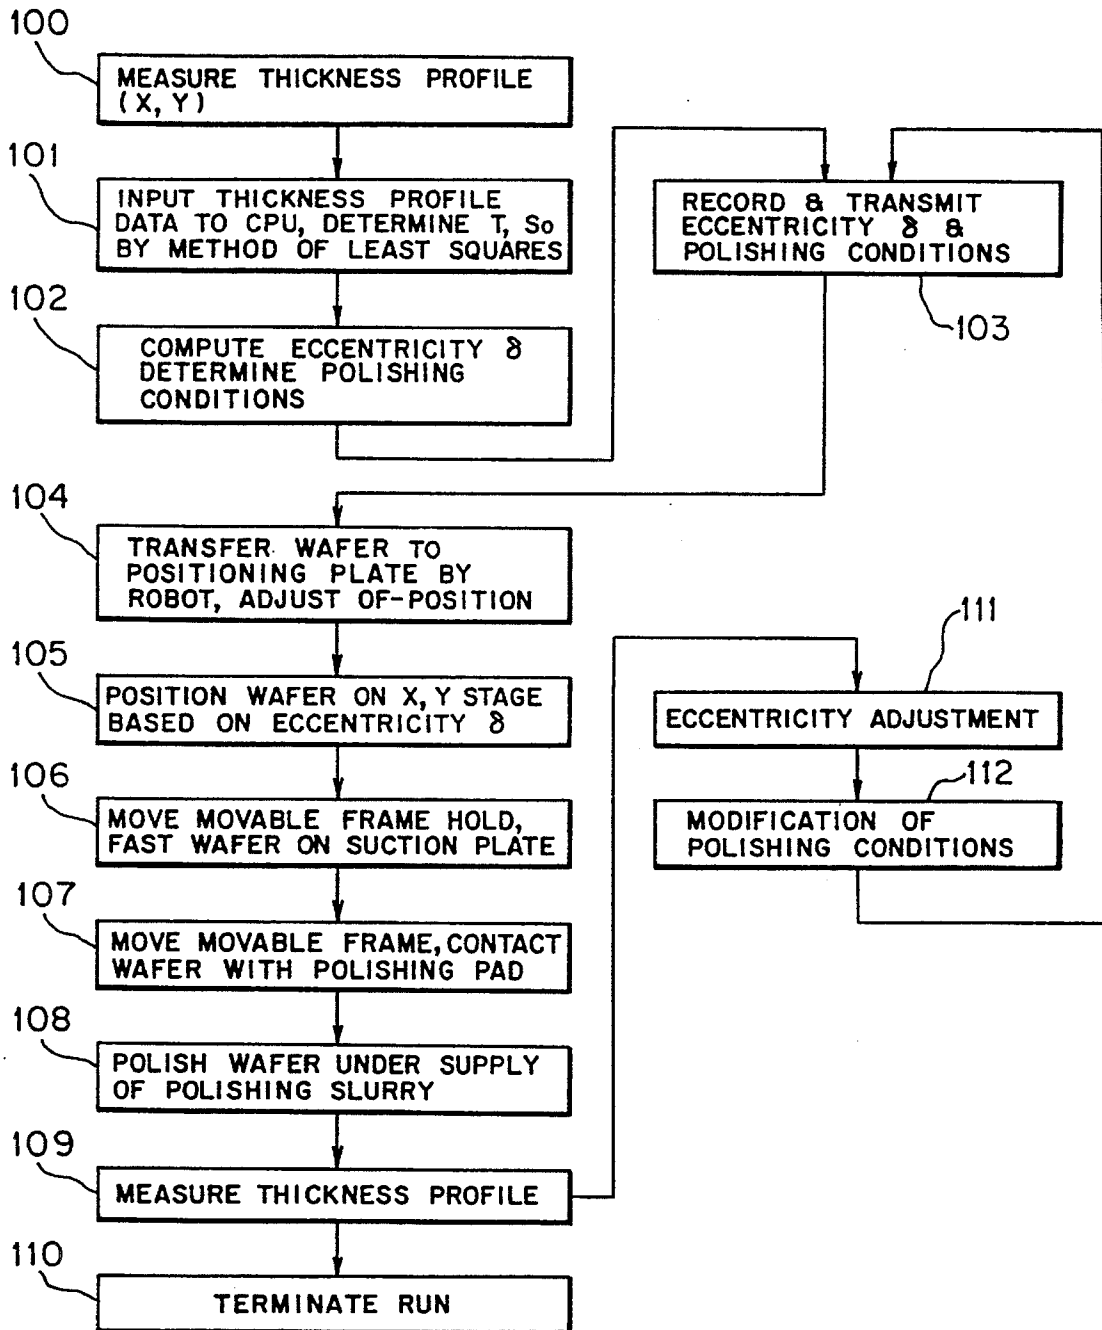 100
MEASURE THICKNESS PROFILE
(X, Y)
101
INPUT THICKNESS PROFILE
DATA TO CPU, DETERMINE T, So
BY METHOD OF LEAST SQUARES
102
COMPUTE ECCENTRICITY δ
DETERMINE POLISHING
CONDITIONS
RECORD & TRANSMIT
ECCENTRICITY δ &
POLISHING CONDITIONS
103
104
TRANSFER WAFER TO
POSITIONING PLATE BY
ROBOT, ADJUST OF-POSITION
105
POSITION WAFER ON X, Y STAGE
BASED ON ECCENTRICITY δ
106
MOVE MOVABLE FRAME HOLD,
FAST WAFER ON SUCTION PLATE
107
MOVE MOVABLE FRAME, CONTACT
WAFER WITH POLISHING PAD
108
POLISH WAFER UNDER SUPPLY
OF POLISHING SLURRY
109
MEASURE THICKNESS PROFILE
110
TERMINATE RUN
111
ECCENTRICITY ADJUSTMENT
112
MODIFICATION OF
POLISHING CONDITIONS